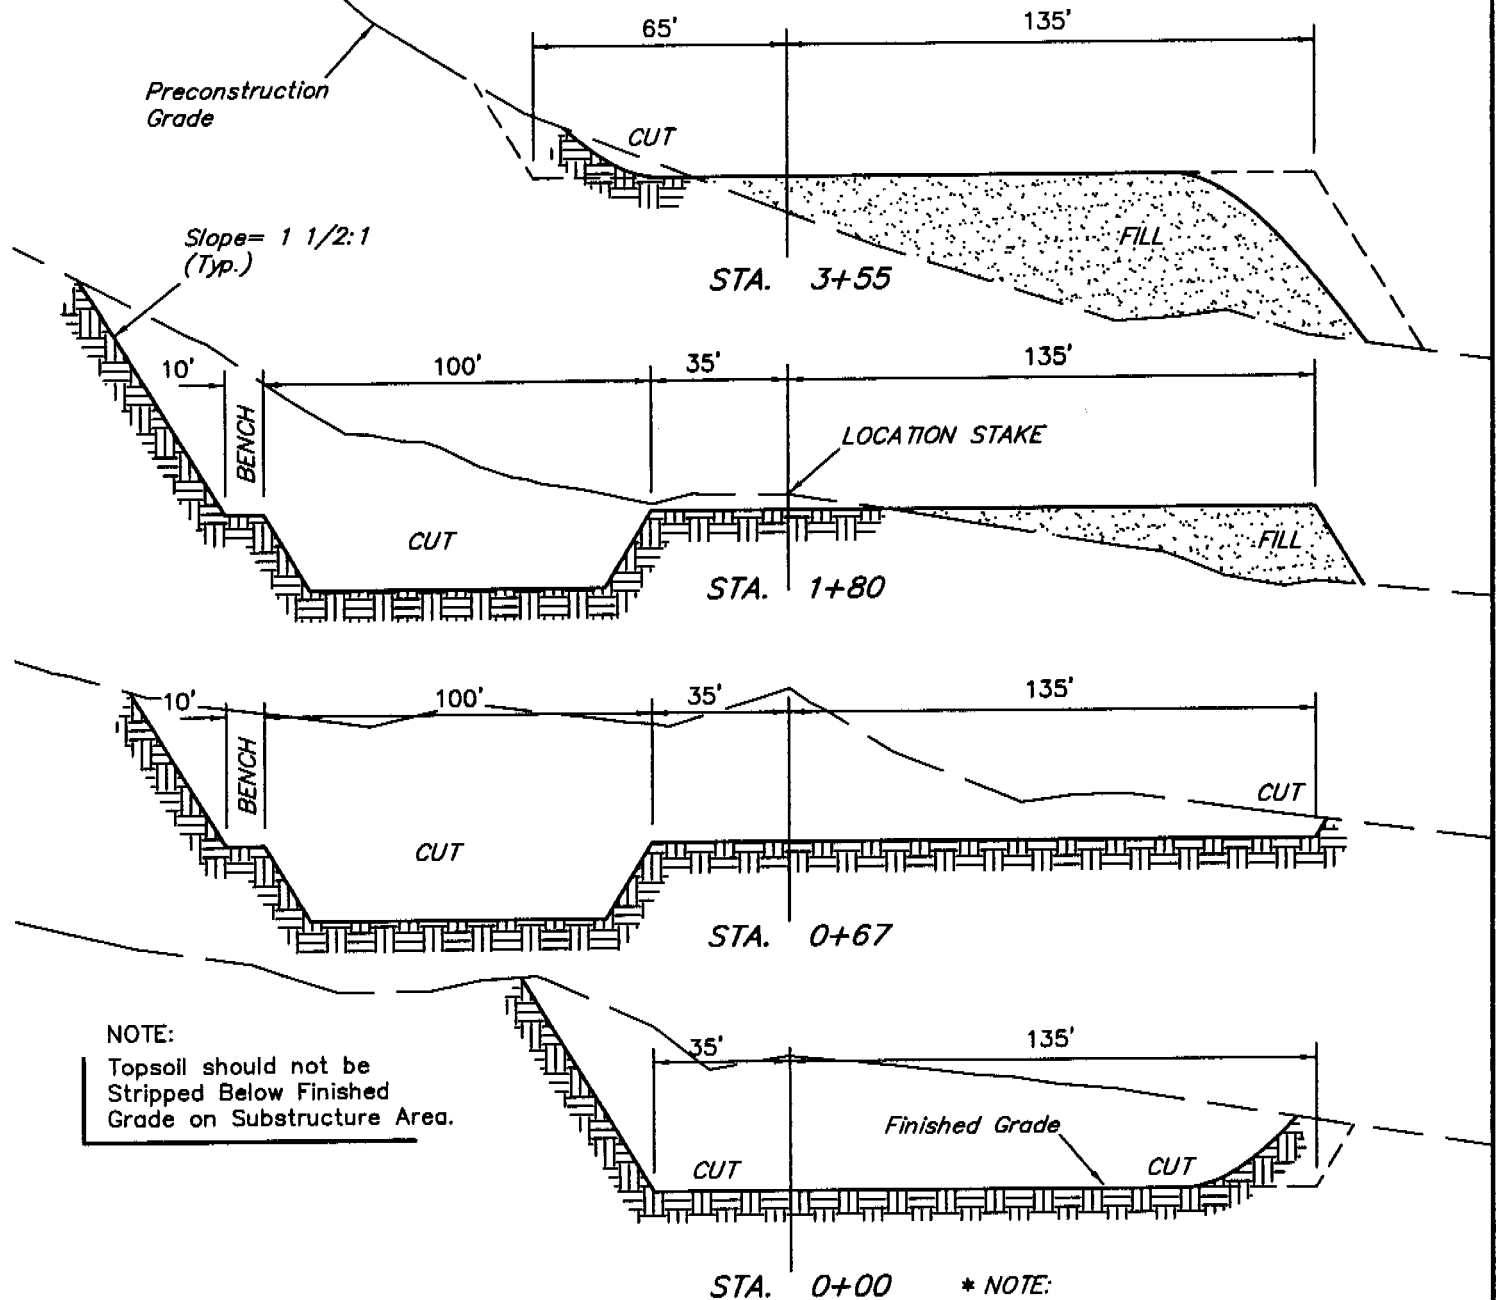 65'
135'
Preconstruction
Grade
CUT
FILL
Slope= 1 1/2:1
(Typ.)
STA. 3+55
10'
100'
35'
135'
BENCH
LOCATION STAKE
CUT
FILL
STA. 1+80
10'
100'
35'
135'
BENCH
CUT
CUT
STA. 0+67
NOTE:
Topsoil should not be
Stripped Below Finished
Grade on Substructure Area.
35'
135'
Finished Grade
CUT
CUT
STA. 0+00
* NOTE: